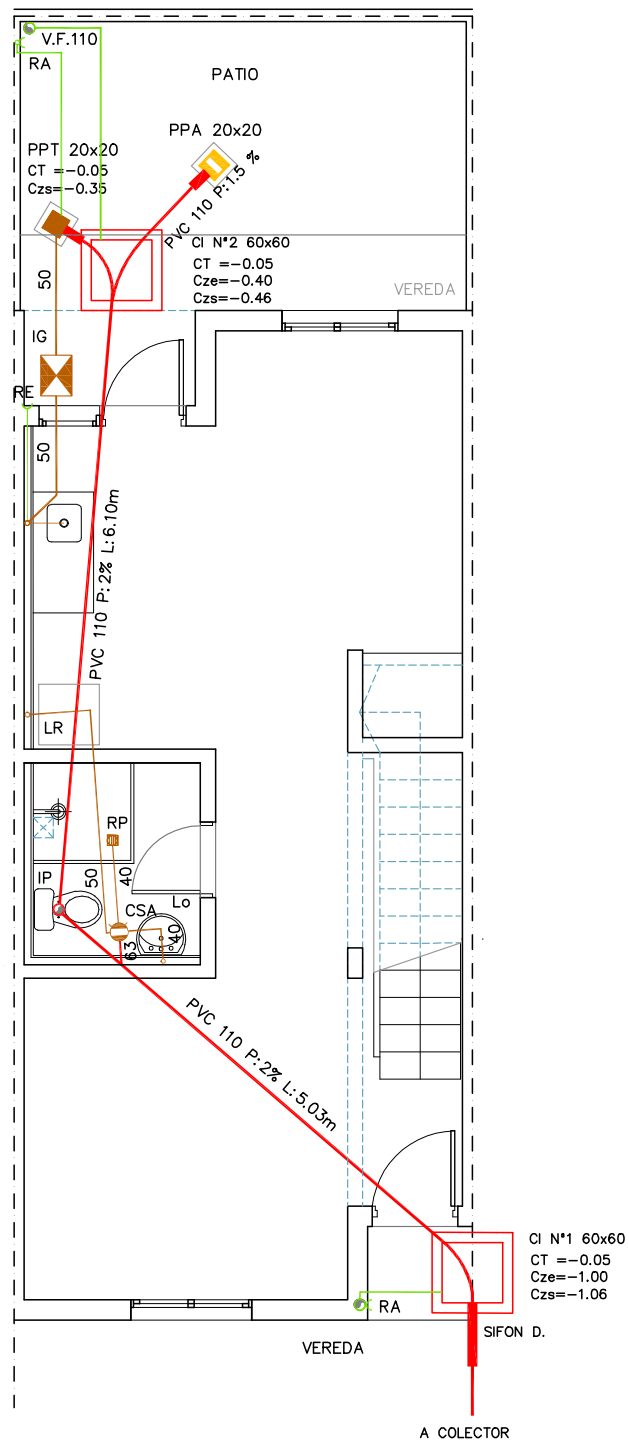 V.F.110
RA
PATIO
PPA 20x20
PPT 20x20
CT =-0.05
Czs=-0.35
PVC 110 P:1.5 %
CI N°2 60x60
CT =-0.05
Cze=-0.40
Czs=-0.46
50
VEREDA
IG
RE
50
PVC 110 P:2% L:6.10m
LR
RP
IP
50
40
CSA
Lo
40
63
PVC 110 P:2% L:5.03m
CI N°1 60x60
CT =-0.05
Cze=-1.00
Czs=-1.06
RA
SIFON D.
VEREDA
A COLECTOR